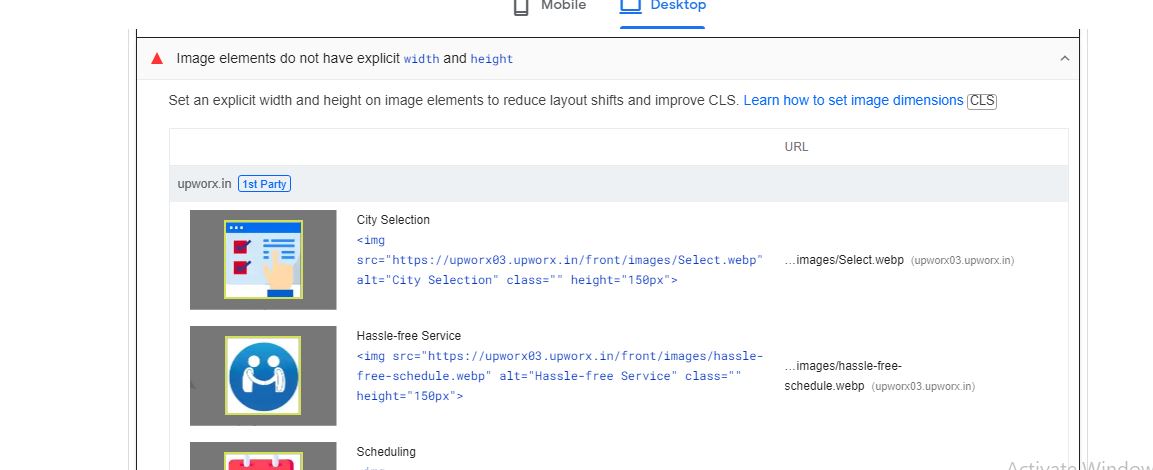 Mobile
Desktop
Image elements do not have explicit width and height
Set an explicit width and height on image elements to reduce layout shifts and improve CLS. Learn how to set image dimensions CLS
URL
upworx.in 1st Party
City Selection
<img
src="https://upworx03.upworx.in/front/images/Select.webp"
alt="City Selection" class="" height="150px">
...images/Select.webp (upworx03.upworx.in)
Hassle-free Service
<img src="https://upworx03.upworx.in/front/images/hassle-
free-schedule.webp" alt="Hassle-free Service" class=""
height="150px">
...images/hassle-free-
schedule.webp (upworx03.upworx.in)
Scheduling
Activate Window